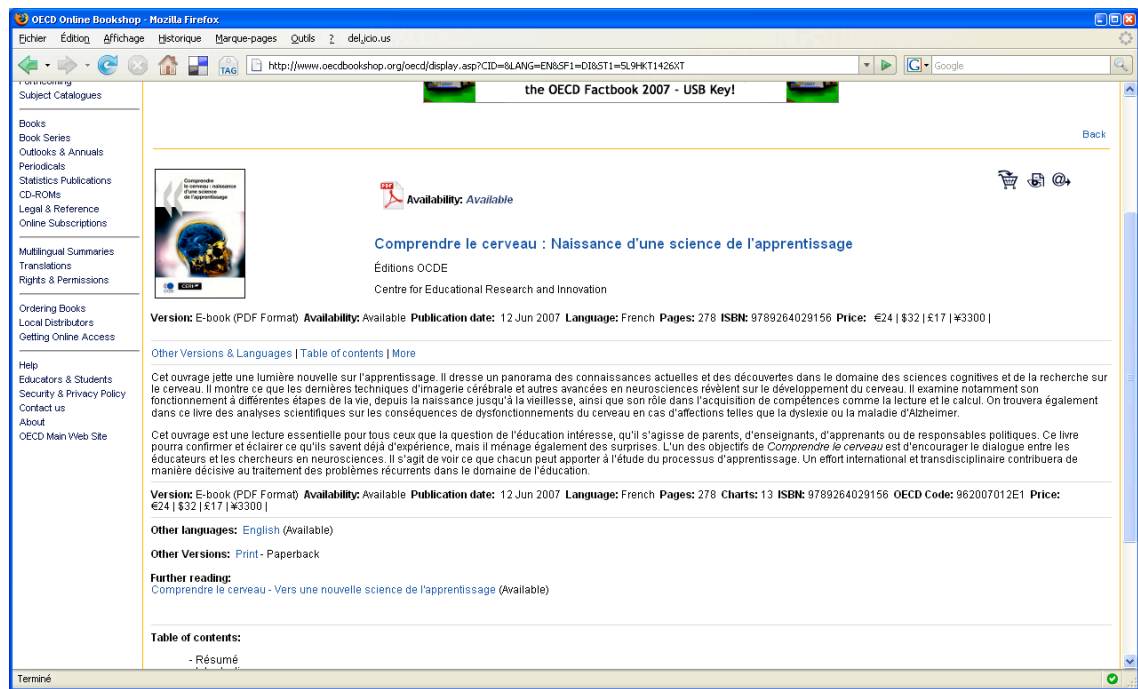 OECD Online Bookshop - Mozilla Firefox
Fichier Édition Affichage Historique Marque-pages Outils ? del.icio.us
TAG http://www.oecdbookshop.org/oecd/display.asp?CID=&LANG=EN&SF1=DI&ST1=5L9HKT1426XT G Google
Subject Catalogues
Books
Book Series
Outlooks & Annuals
Periodicals
Statistics Publications
CD-ROMs
Legal & Reference
Online Subscriptions
Multilingual Summaries
Translations
Rights & Permissions
Ordering Books
Local Distributors
Getting Online Access
Help
Educators & Students
Security & Privacy Policy
Contact us
About
OECD Main Web Site
the OECD Factbook 2007 - USB Key!
Back
Comprendre
le cerveau : naissance
d'une science
de l'apprentissage
PDF
Availability: Available
Comprendre le cerveau : Naissance d'une science de l'apprentissage
Éditions OCDE
Centre for Educational Research and Innovation
Version: E-book (PDF Format) Availability: Available Publication date: 12 Jun 2007 Language: French Pages: 278 ISBN: 9789264029156 Price: €24 | $32 | £17 | ¥3300 |
Other Versions & Languages | Table of contents | More
Cet ouvrage jette une lumière nouvelle sur l'apprentissage. Il dresse un panorama des connaissances actuelles et des découvertes dans le domaine des sciences cognitives et de la recherche sur
le cerveau. Il montre ce que les dernières techniques d'imagerie cérébrale et autres avancées en neurosciences révèlent sur le développement du cerveau. Il examine notamment son
fonctionnement à différentes étapes de la vie, depuis la naissance jusqu'à la vieillesse, ainsi que son rôle dans l'acquisition de compétences comme la lecture et le calcul. On trouvera également
dans ce livre des analyses scientifiques sur les conséquences de dysfonctionnements du cerveau en cas d'affections telles que la dyslexie ou la maladie d'Alzheimer.
Cet ouvrage est une lecture essentielle pour tous ceux que la question de l'éducation intéresse, qu'il s'agisse de parents, d'enseignants, d'apprenants ou de responsables politiques. Ce livre
pourra confirmer et éclairer ce qu'ils savent déjà d'expérience, mais il ménage également des surprises. L'un des objectifs de Comprendre le cerveau est d'encourager le dialogue entre les
éducateurs et les chercheurs en neurosciences. Il s'agit de voir ce que chacun peut apporter à l'étude du processus d'apprentissage. Un effort international et transdisciplinaire contribuera de
manière décisive au traitement des problèmes récurrents dans le domaine de l'éducation.
Version: E-book (PDF Format) Availability: Available Publication date: 12 Jun 2007 Language: French Pages: 278 Charts: 13 ISBN: 9789264029156 OECD Code: 962007012E1 Price:
€24 | $32 | £17 | ¥3300 |
Other languages: English (Available)
Other Versions: Print - Paperback
Further reading:
Comprendre le cerveau - Vers une nouvelle science de l'apprentissage (Available)
Table of contents:
- Résumé
Terminé